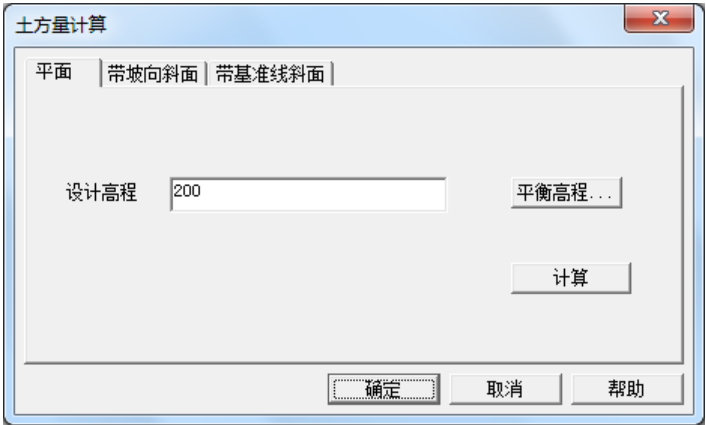 土方量计算
平面 带坡向斜面 带基准线斜面
设计高程 200 平衡高程...
计算
确定 取消 帮助